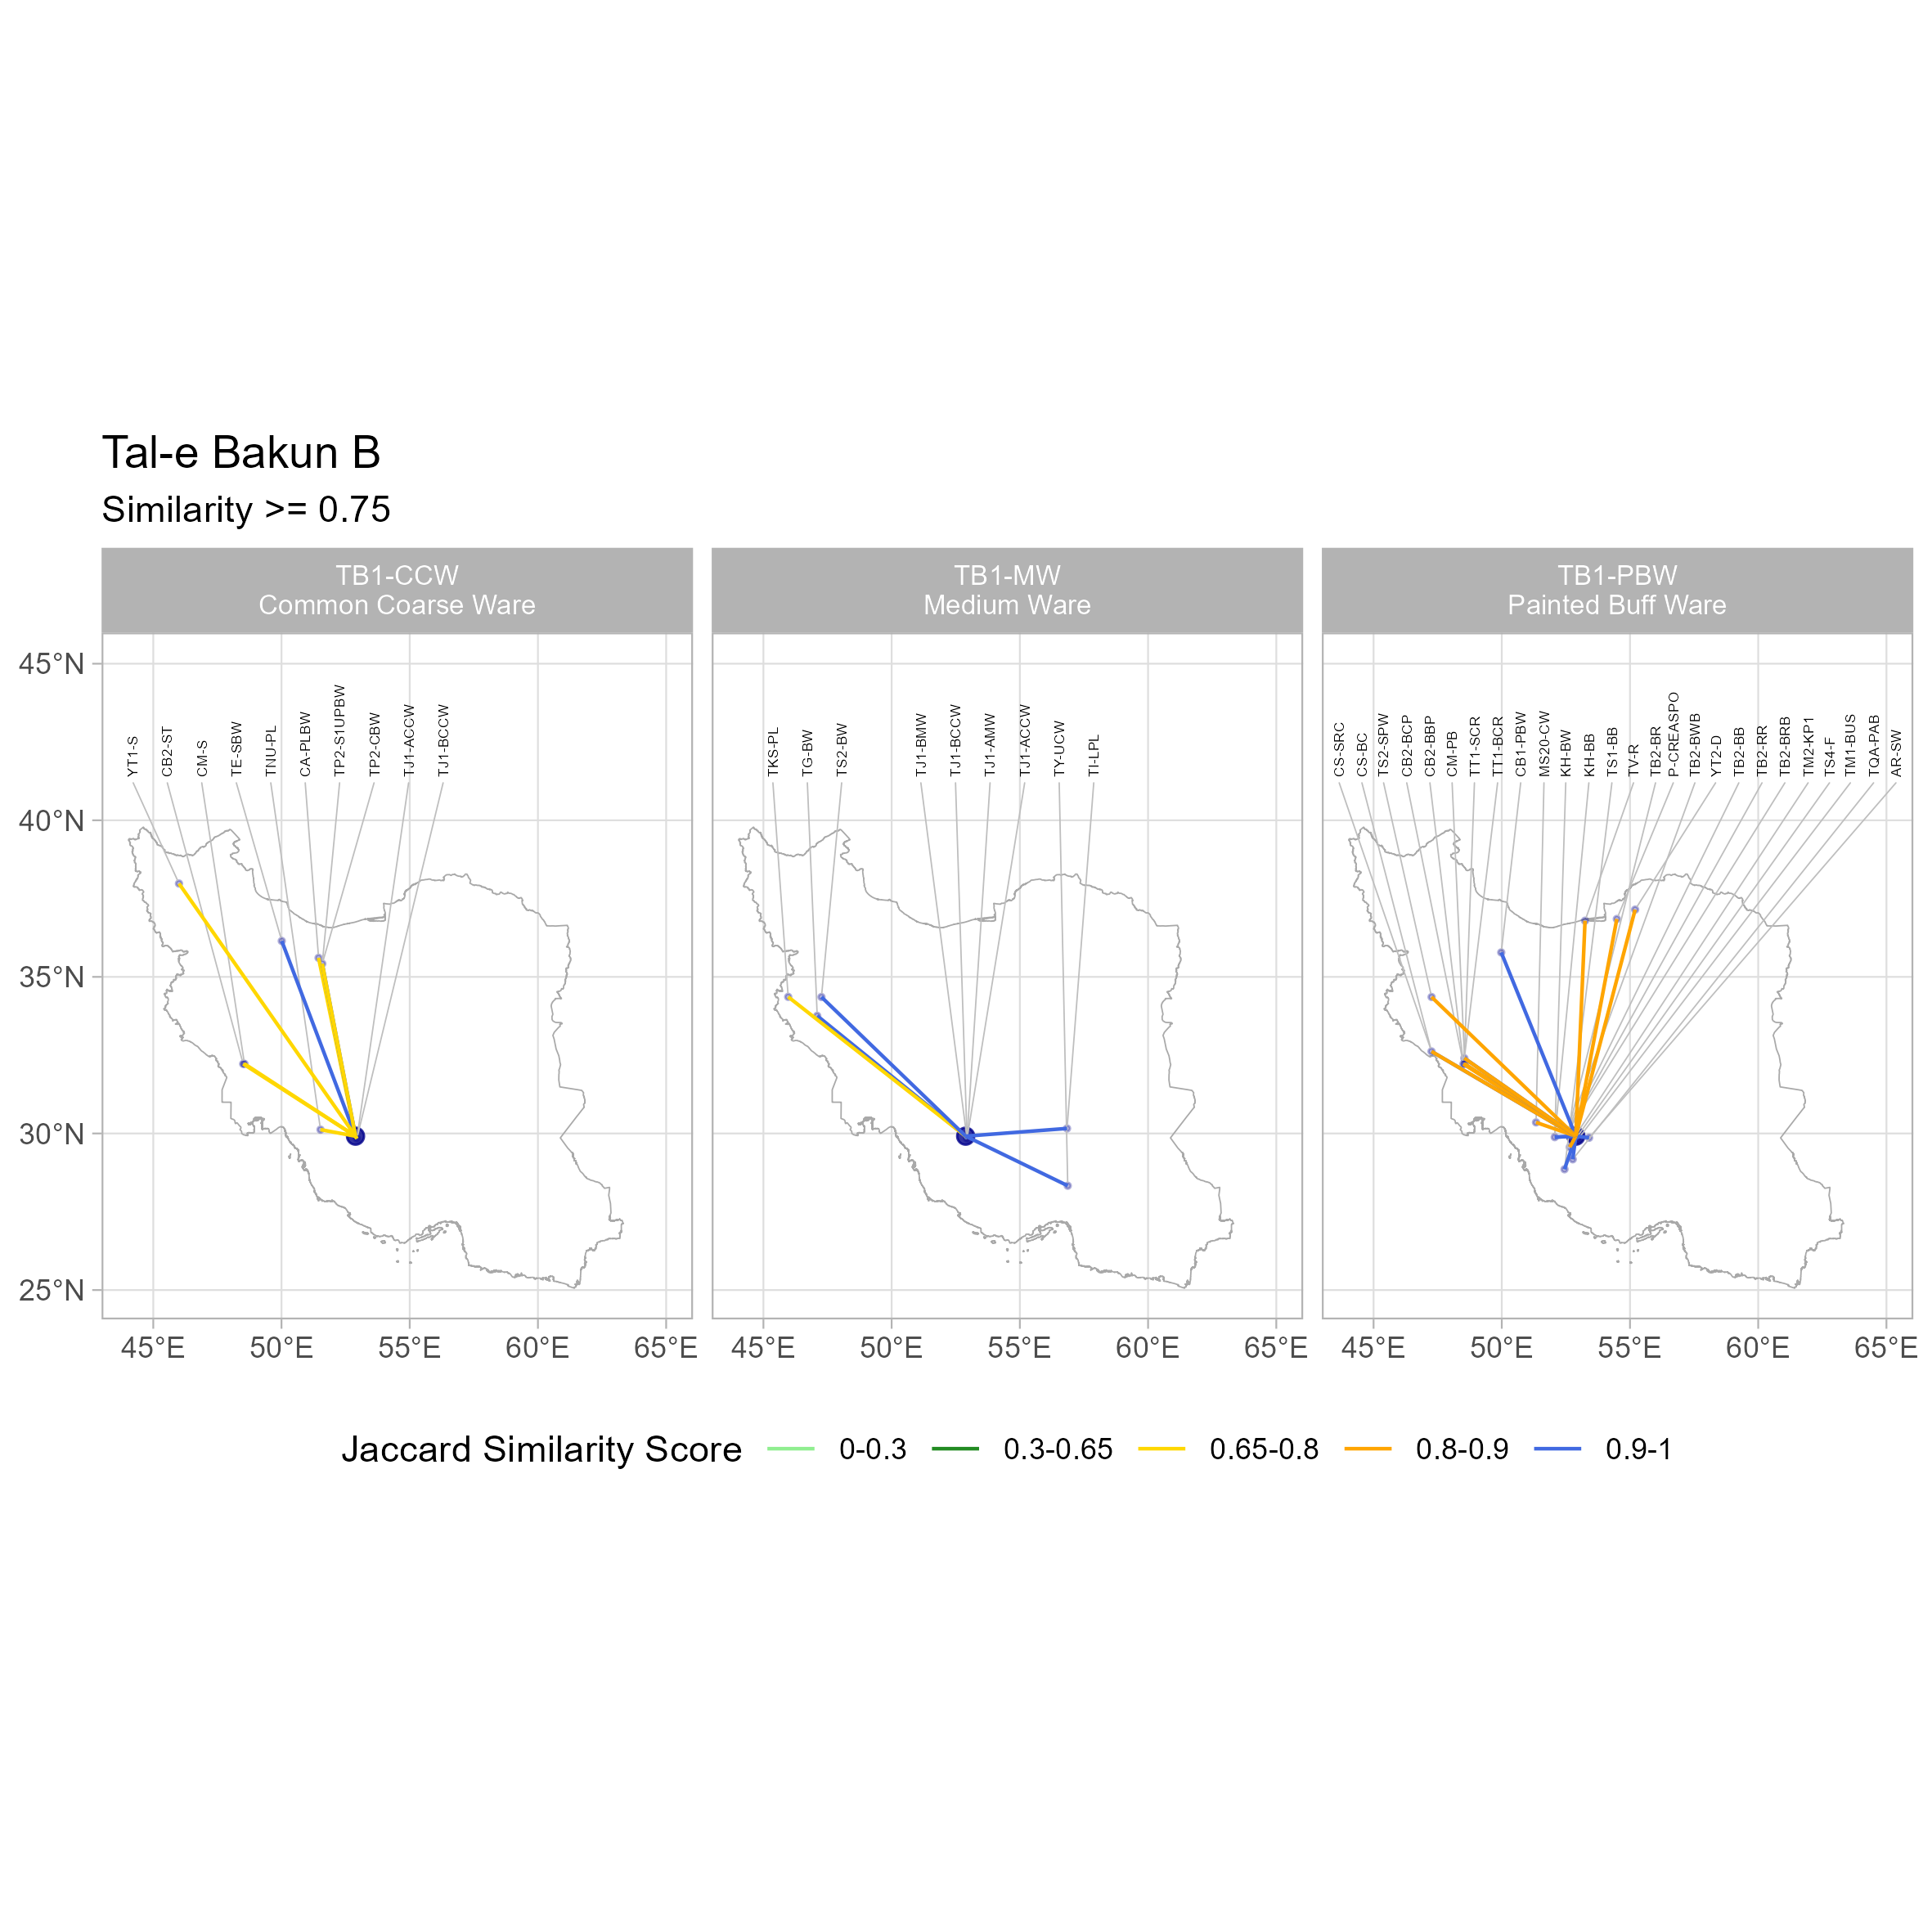 Tal-e Bakun B
Similarity >= 0.75
TB1-CCW
Common Coarse Ware
TB1-MW
Medium Ware
TB1-PBW
Painted Buff Ware
45°N
40°N
35°N
30°N
25°N
YT1-S
CB2-ST
CM-S
TE-SBW
TNU-PL
CA-PLBW
TP2-S1UPBW
TP2-CBW
TJ1-ACCW
TJ1-BCCW
TKS-PL
TG-BW
TS2-BW
TJ1-BMW
TJ1-BCCW
TJ1-AMW
TJ1-ACCW
TY-UCW
TI-LPL
CS-SRC
CS-BC
TS2-SPW
CB2-BCP
CB2-BBP
CM-PB
TT1-SCR
TT1-BCR
CB1-PBW
MS20-CW
KH-BW
KH-BB
TS1-BB
TV-R
TB2-BR
P-CREASPO
TB2-BWB
YT2-D
TB2-BB
TB2-RR
TB2-BRB
TM2-KP1
TS4-F
TM1-BUS
TQA-PAB
AR-SW
45°E 50°E 55°E 60°E 65°E
45°E 50°E 55°E 60°E 65°E
45°E 50°E 55°E 60°E 65°E
Jaccard Similarity Score 0-0.3 0.3-0.65 0.65-0.8 0.8-0.9 0.9-1